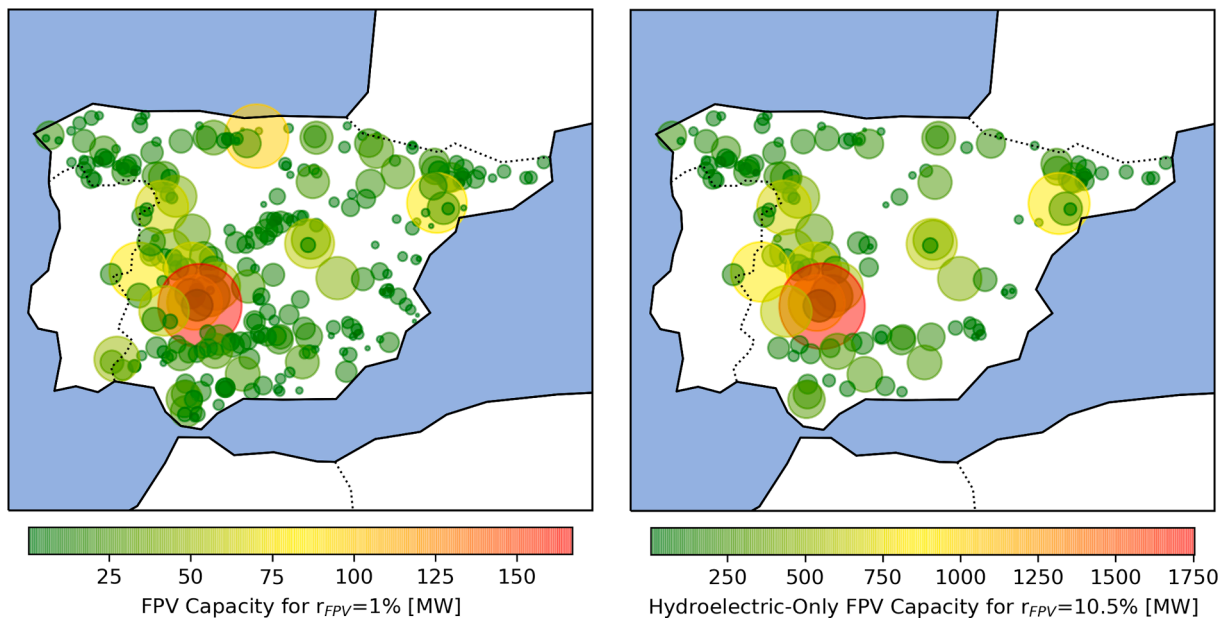 25 50 75 100 125 150
FPV Capacity for r_FPV=1% [MW]
250 500 750 1000 1250 1500 1750
Hydroelectric-Only FPV Capacity for r_FPV=10.5% [MW]